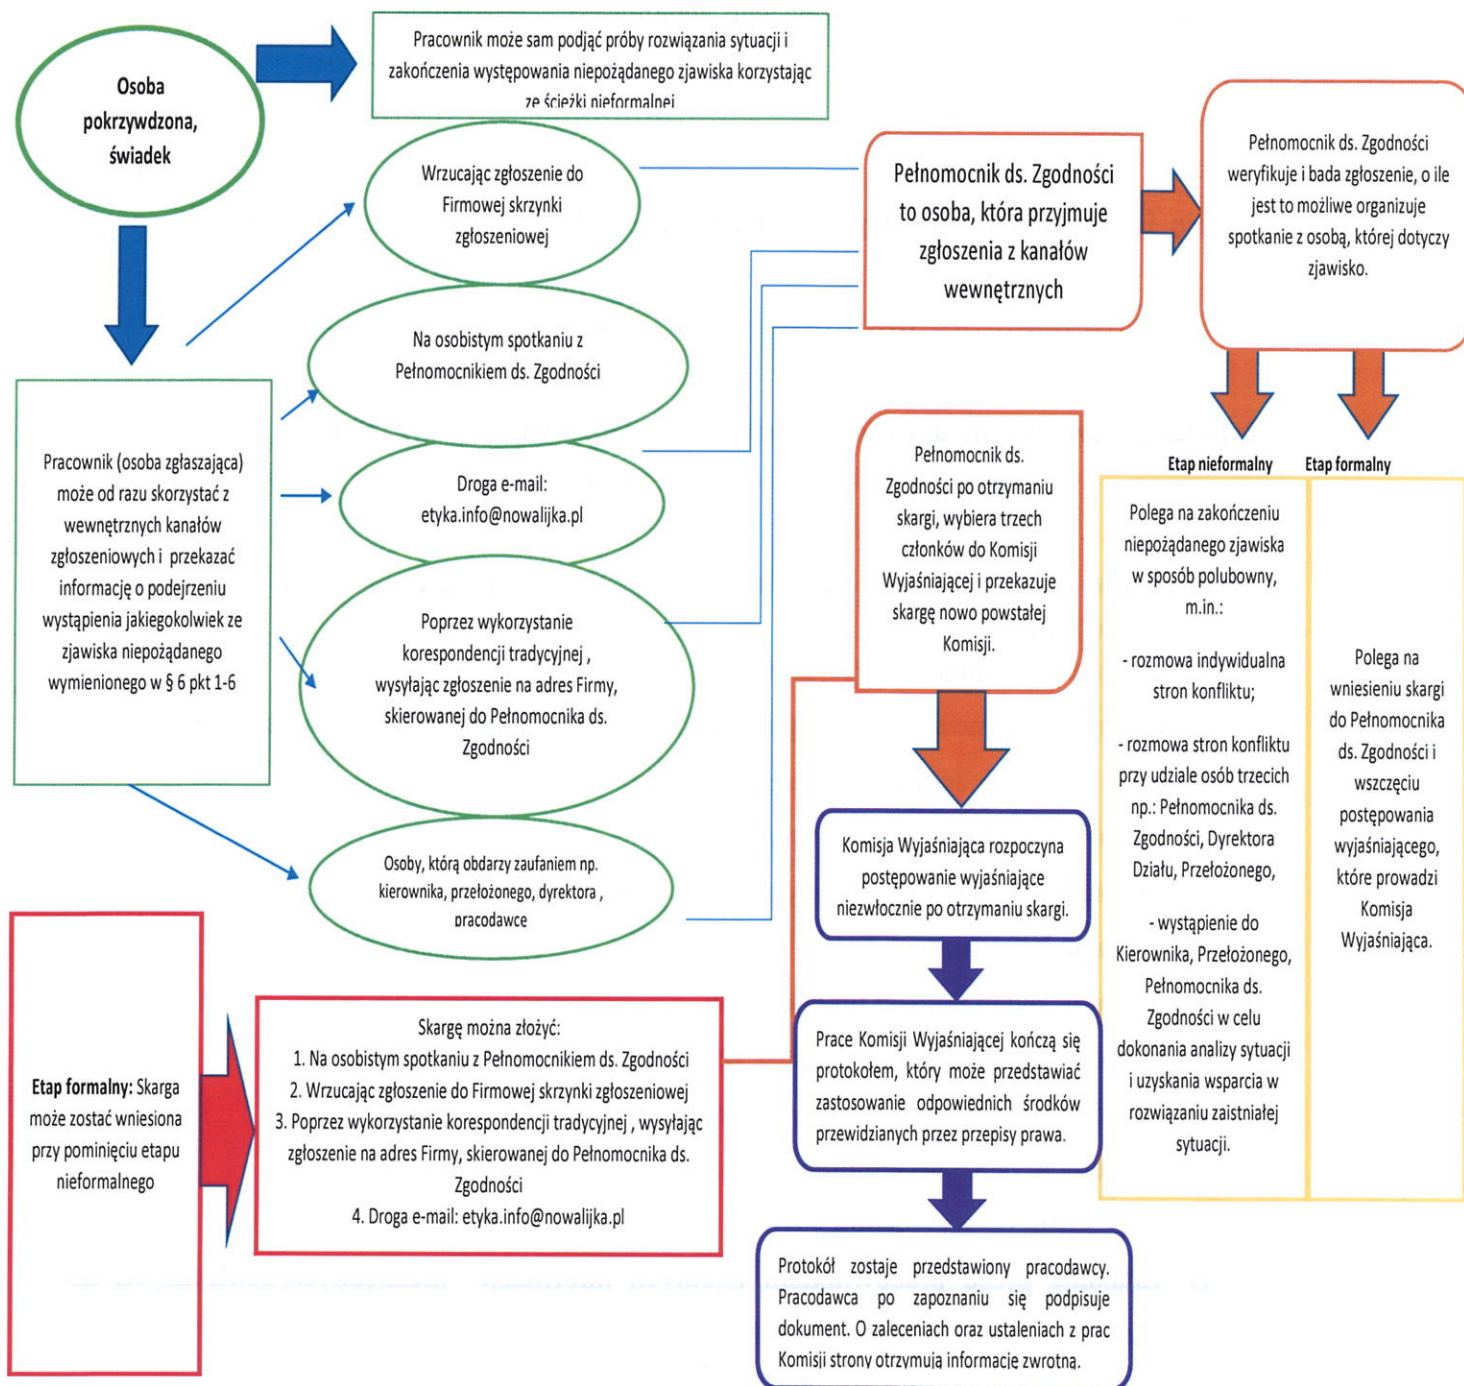 Osoba
pokrzywdzona,
świadek
Pracownik może sam podjąć próby rozwiązania sytuacji i
zakończenia występowania niepożądanego zjawiska korzystając
ze ścieżki nieformalnej
Wrzucając zgłoszenie do
Firmowej skrzynki
zgłoszeniowej
Na osobistym spotkaniu z
Pełnomocnikiem ds. Zgodności
Droga e-mail:
etyka.info@nowalijka.pl
Poprzez wykorzystanie
korespondencji tradycyjnej ,
wysyłając zgłoszenie na adres Firmy,
skierowanej do Pełnomocnika ds.
Zgodności
Osoby, którą obdarzy zaufaniem np.
kierownika, przełożonego, dyrektora ,
pracodawce
Pracownik (osoba zgłaszająca)
może od razu skorzystać z
wewnętrznych kanałów
zgłoszeniowych i przekazać
informację o podejrzeniu
wystąpienia jakiegokolwiek ze
zjawiska niepożądanego
wymienionego w § 6 pkt 1-6
Pełnomocnik ds. Zgodności
to osoba, która przyjmuje
zgłoszenia z kanałów
wewnętrznych
Pełnomocnik ds. Zgodności
weryfikuje i bada zgłoszenie, o ile
jest to możliwe organizuje
spotkanie z osobą, której dotyczy
zjawisko.
Etap nieformalny
Polega na zakończeniu
niepożądanego zjawiska
w sposób polubowny,
m.in.:
- rozmowa indywidualna
stron konfliktu;
- rozmowa stron konfliktu
przy udziale osób trzecich
np.: Pełnomocnika ds.
Zgodności, Dyrektora
Działu, Przełożonego,
- wystąpienie do
Kierownika, Przełożonego,
Pełnomocnika ds.
Zgodności w celu
dokonania analizy sytuacji
i uzyskania wsparcia w
rozwiązaniu zaistniałej
sytuacji.
Etap formalny
Polega na
wniesieniu skargi
do Pełnomocnika
ds. Zgodności i
wszczęciu
postępowania
wyjaśniającego,
które prowadzi
Komisja
Wyjaśniająca.
Etap formalny: Skarga
może zostać wniesiona
przy pominięciu etapu
nieformalnego
Skargę można złożyć:
1. Na osobistym spotkaniu z Pełnomocnikiem ds. Zgodności
2. Wrzucając zgłoszenie do Firmowej skrzynki zgłoszeniowej
3. Poprzez wykorzystanie korespondencji tradycyjnej , wysyłając
zgłoszenie na adres Firmy, skierowanej do Pełnomocnika ds.
Zgodności
4. Droga e-mail: etyka.info@nowalijka.pl
Pełnomocnik ds.
Zgodności po otrzymaniu
skargi, wybiera trzech
członków do Komisji
Wyjaśniającej i przekazuje
skargę nowo powstałej
Komisji.
Komisja Wyjaśniająca rozpoczyna
postępowanie wyjaśniające
niezwłocznie po otrzymaniu skargi.
Prace Komisji Wyjaśniającej kończą się
protokołem, który może przedstawiać
zastosowanie odpowiednich środków
przewidzianych przez przepisy prawa.
Protokół zostaje przedstawiony pracodawcy.
Pracodawca po zapoznaniu się podpisuje
dokument. O zaleceniach oraz ustaleniach z prac
Komisji strony otrzymują informację zwrotną.